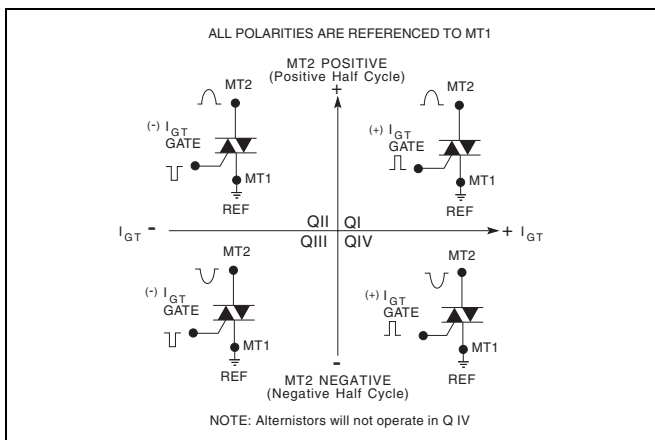 ALL POLARITIES ARE REFERENCED TO MT1
MT2 POSITIVE
(Positive Half Cycle)
+
MT2
(-) IGT
GATE
MT1
REF
MT2
(+) IGT
GATE
MT1
REF
IGT -
QII QI
QIII QIV
+ IGT
MT2
(-) IGT
GATE
MT1
REF
MT2
(+) IGT
GATE
MT1
REF
-
MT2 NEGATIVE
(Negative Half Cycle)
NOTE: Alternistors will not operate in Q IV